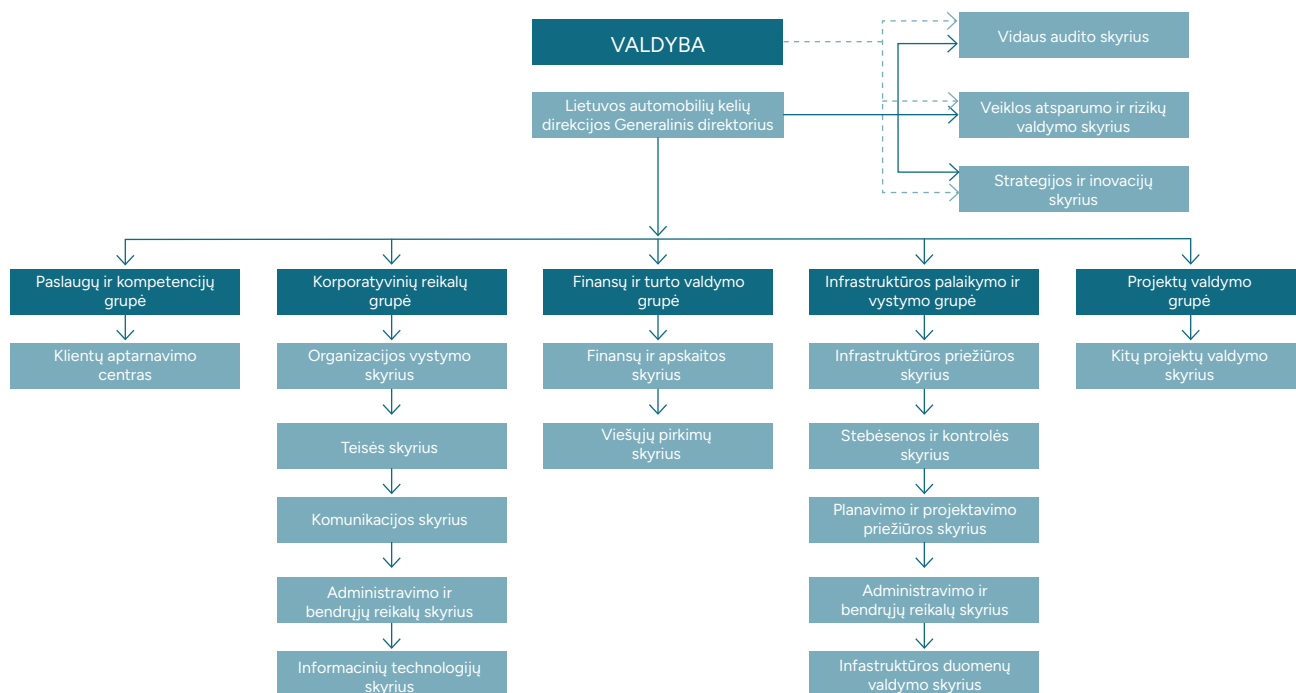 VALDYBA
Vidaus audito skyrius
Lietuvos automobilių kelių
direkcijos Generalinis direktorius
Veiklos atsparumo ir rizikų
valdymo skyrius
Strategijos ir inovacijų
skyrius
Paslaugų ir kompetencijų
grupė
Korporatyvinių reikalų
grupė
Finansų ir turto valdymo
grupė
Infrastruktūros palaikymo ir
vystymo grupė
Projektų valdymo
grupė
Klientų aptarnavimo
centras
Organizacijos vystymo
skyrius
Finansų ir apskaitos
skyrius
Infrastruktūros priežiūros
skyrius
Kitų projektų valdymo
skyrius
Teisės skyrius
Viešųjų pirkimų
skyrius
Stebėsenos ir kontrolės
skyrius
Komunikacijos skyrius
Planavimo ir projektavimo
priežiūros skyrius
Administravimo ir
bendrųjų reikalų skyrius
Administravimo ir
bendrųjų reikalų skyrius
Informacinių technologijų
skyrius
Infastruktūros duomenų
valdymo skyrius